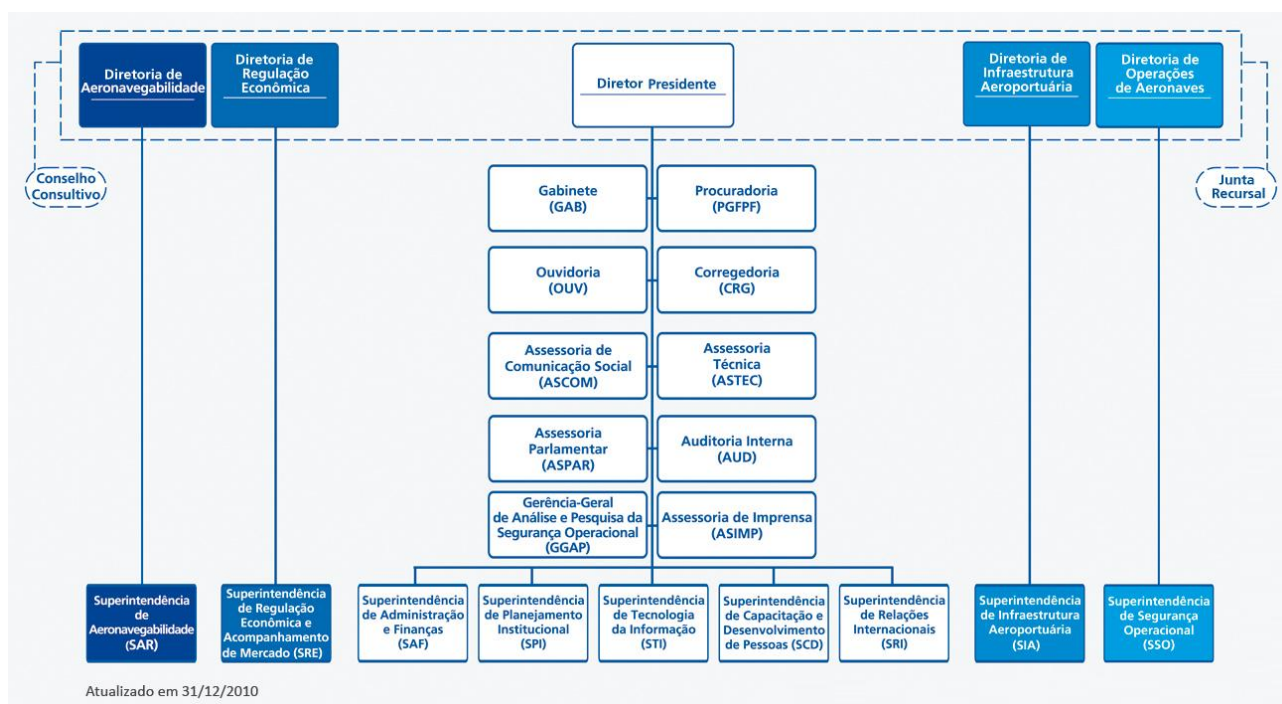 Diretoria de
Aeronavegabilidade
Diretoria de
Regulação
Econômica
Diretor Presidente
Diretoria de
Infraestrutura
Aeroportuária
Diretoria de
Operações
de Aeronaves
Conselho
Consultivo
Junta
Recursal
Gabinete
(GAB)
Procuradoria
(PGFPF)
Ouvidoria
(OUV)
Corregedoria
(CRG)
Assessoria de
Comunicação Social
(ASCOM)
Assessoria
Técnica
(ASTEC)
Assessoria
Parlamentar
(ASPAR)
Auditoria Interna
(AUD)
Gerência-Geral
de Análise e Pesquisa da
Segurança Operacional
(GGAP)
Assessoria de Imprensa
(ASIMP)
Superintendência
de
Aeronavegabilidade
(SAR)
Superintendência
de Regulação
Econômica e
Acompanhamento
de Mercado (SRE)
Superintendência
de Administração
e Finanças
(SAF)
Superintendência
de Planejamento
Institucional
(SPI)
Superintendência
de Tecnologia
da Informação
(STI)
Superintendência
de Capacitação e
Desenvolvimento
de Pessoas (SCD)
Superintendência
de Relações
Internacionais
(SRI)
Superintendência
de Infraestrutura
Aeroportuária
(SIA)
Superintendência
de Segurança
Operacional
(SSO)
Atualizado em 31/12/2010